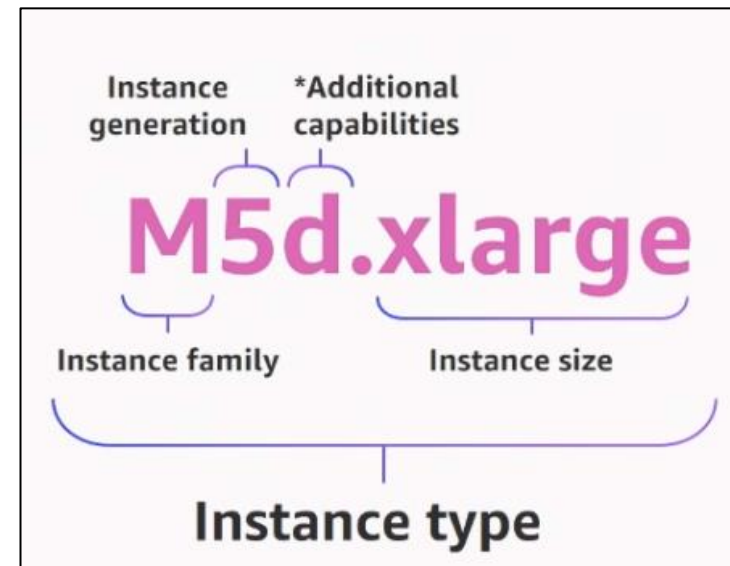 Instance generation
*Additional capabilities
M5d.xlarge
Instance family
Instance size
Instance type